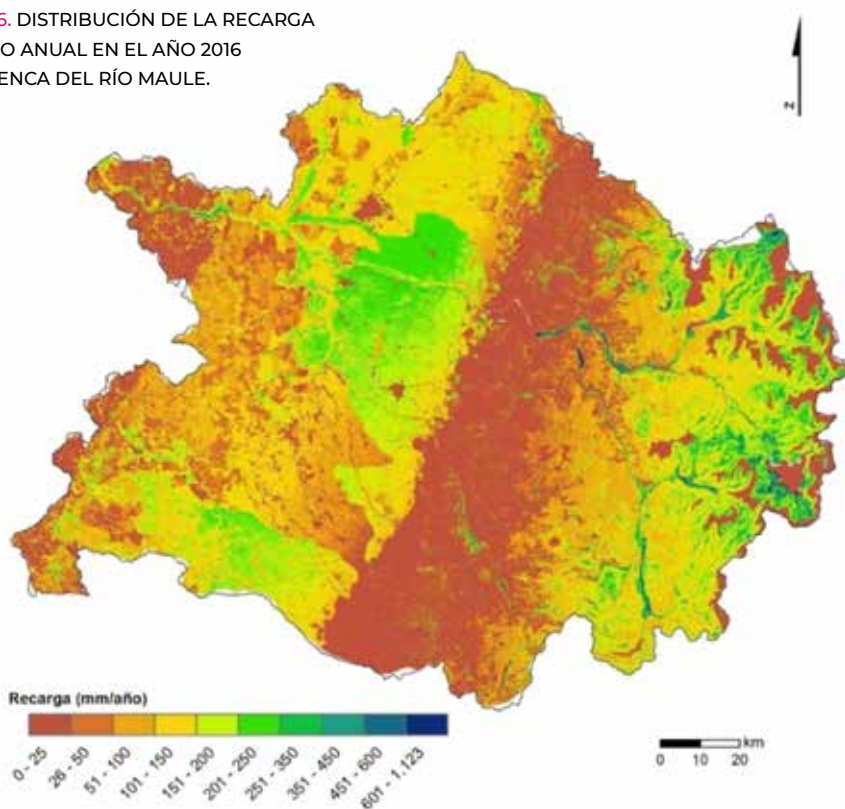 6. DISTRIBUCIÓN DE LA RECARGA
O ANUAL EN EL AÑO 2016
ENCA DEL RÍO MAULE.
N
Recarga (mm/año)
0 - 25
26 - 50
51 - 100
101 - 150
151 - 200
201 - 250
251 - 350
351 - 450
451 - 600
601 - 1.123
km
0 10 20